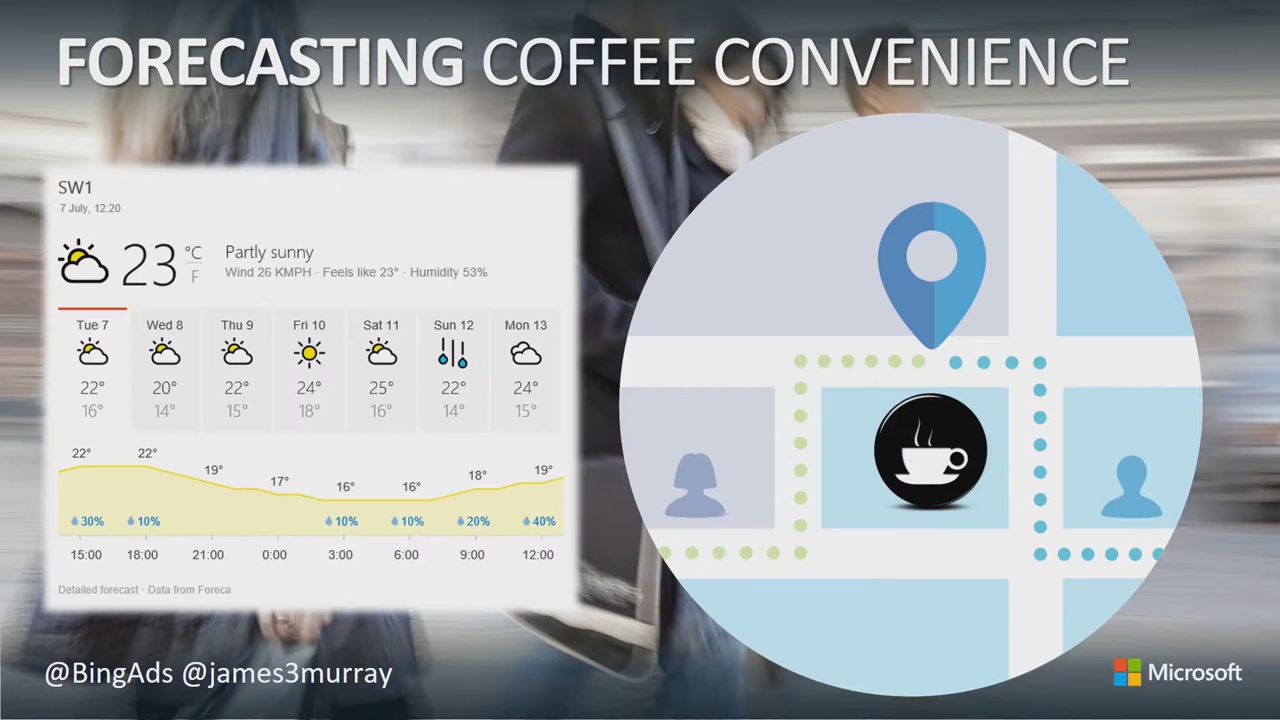 FORECASTING COFFEE CONVENIENCE
SW1
7 July, 12:20
23 °C
F
Partly sunny
Wind 26 KMPH · Feels like 23° · Humidity 53%
Tue 7 Wed 8 Thu 9 Fri 10 Sat 11 Sun 12 Mon 13
22° 20° 22° 24° 25° 22° 24°
16° 14° 15° 18° 16° 14° 15°
22° 22° 19° 17° 16° 16° 18° 19°
30% 10% 10% 10% 20% 40%
15:00 18:00 21:00 0:00 3:00 6:00 9:00 12:00
Detailed forecast · Data from Foreca
@BingAds @james3murray
Microsoft